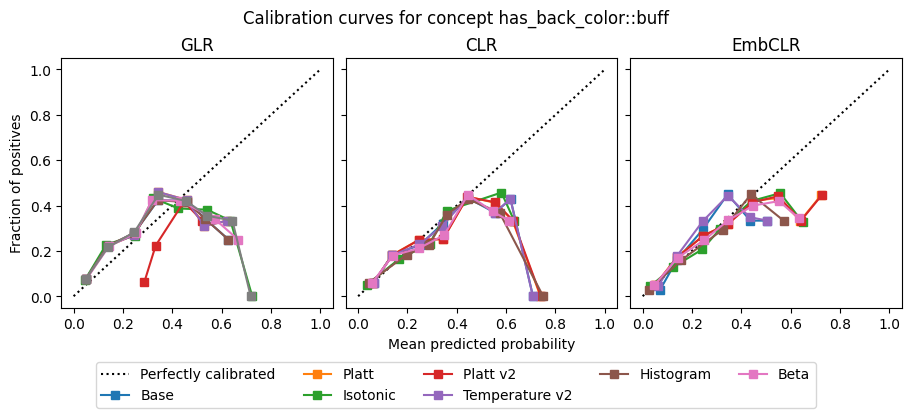 Calibration curves for concept has_back_color::buff
GLR
CLR
EmbCLR
Fraction of positives
1.0
0.8
0.6
0.4
0.2
0.0
0.0 0.2 0.4 0.6 0.8 1.0
0.0 0.2 0.4 0.6 0.8 1.0
0.0 0.2 0.4 0.6 0.8 1.0
Mean predicted probability
Perfectly calibrated
Base
Platt
Isotonic
Platt v2
Temperature v2
Histogram
Beta